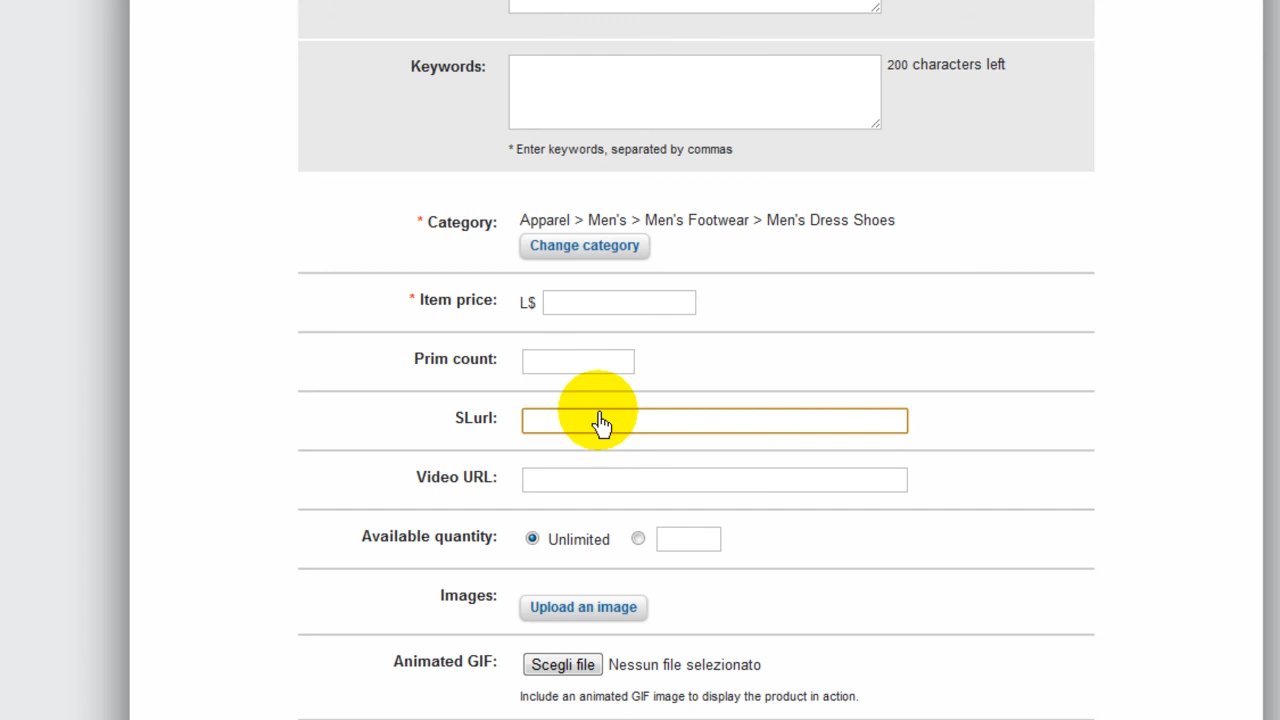 Keywords:
200 characters left
* Enter keywords, separated by commas
* Category:
Apparel > Men's > Men's Footwear > Men's Dress Shoes
Change category
* Item price:
L$
Prim count:
SLurl:
Video URL:
Available quantity:
Unlimited
Images:
Upload an image
Animated GIF:
Scegli file Nessun file selezionato
Include an animated GIF image to display the product in action.